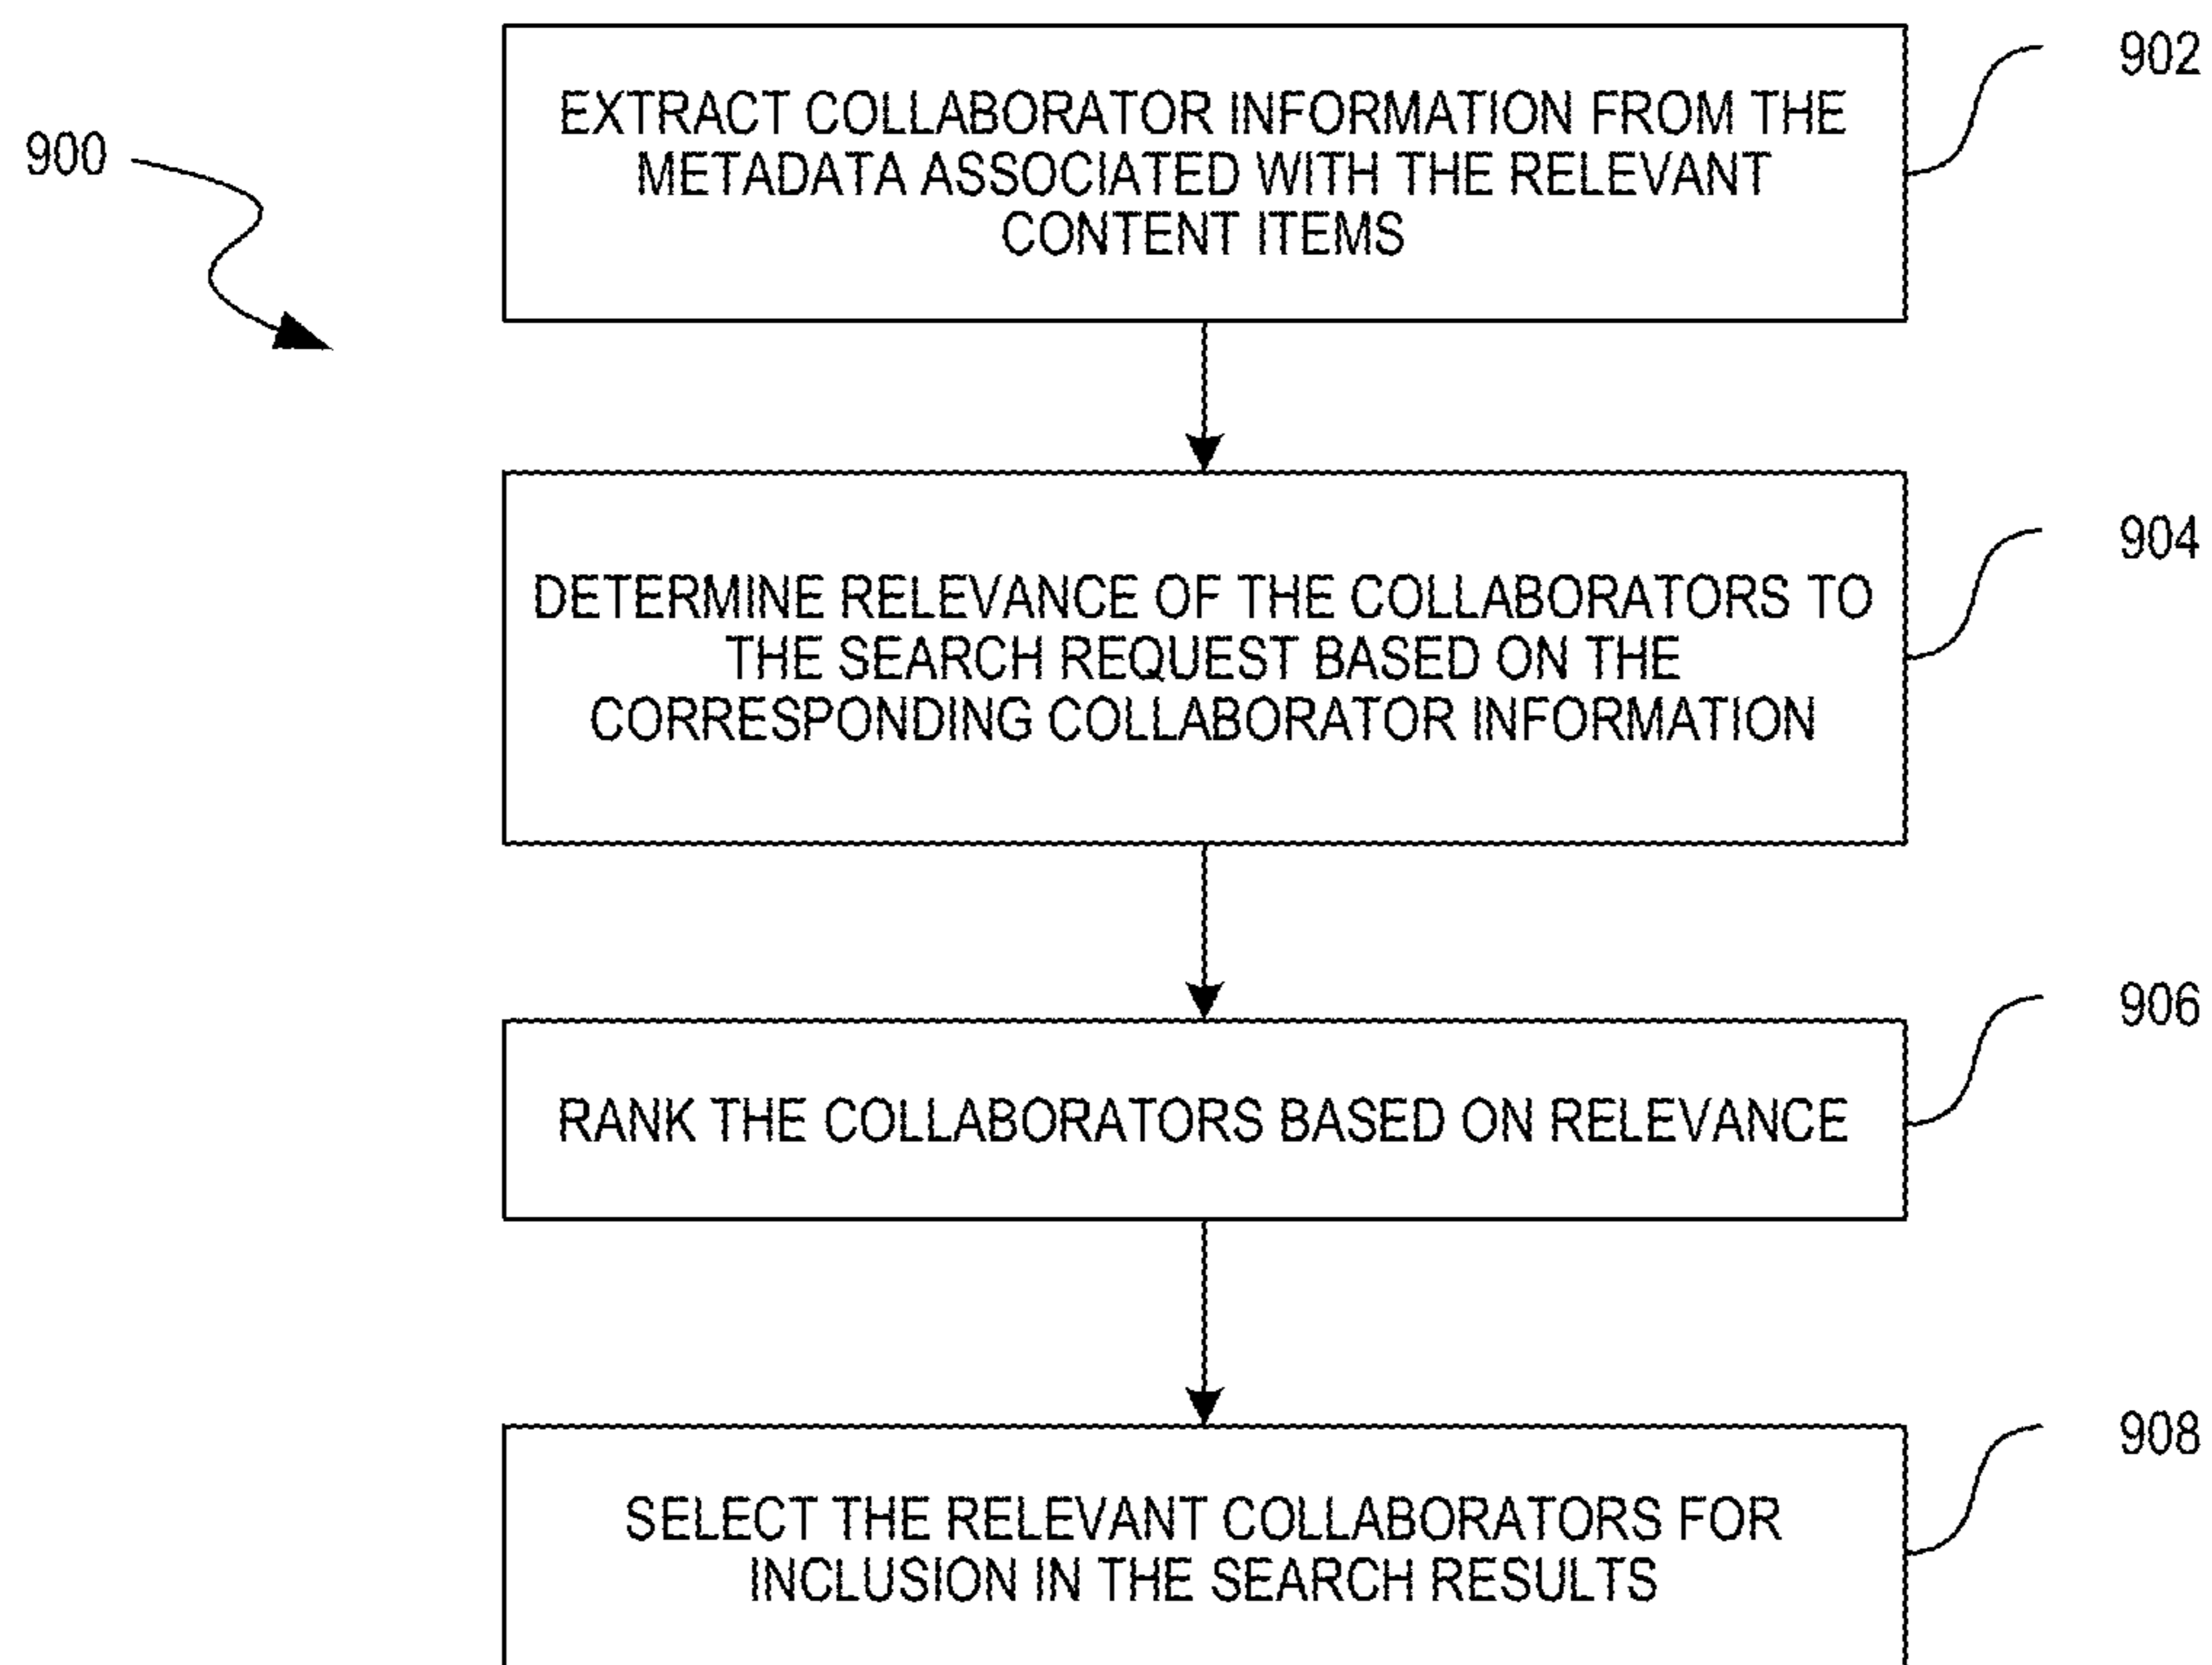 900
902
EXTRACT COLLABORATOR INFORMATION FROM THE
METADATA ASSOCIATED WITH THE RELEVANT
CONTENT ITEMS
904
DETERMINE RELEVANCE OF THE COLLABORATORS TO
THE SEARCH REQUEST BASED ON THE
CORRESPONDING COLLABORATOR INFORMATION
906
RANK THE COLLABORATORS BASED ON RELEVANCE
908
SELECT THE RELEVANT COLLABORATORS FOR
INCLUSION IN THE SEARCH RESULTS